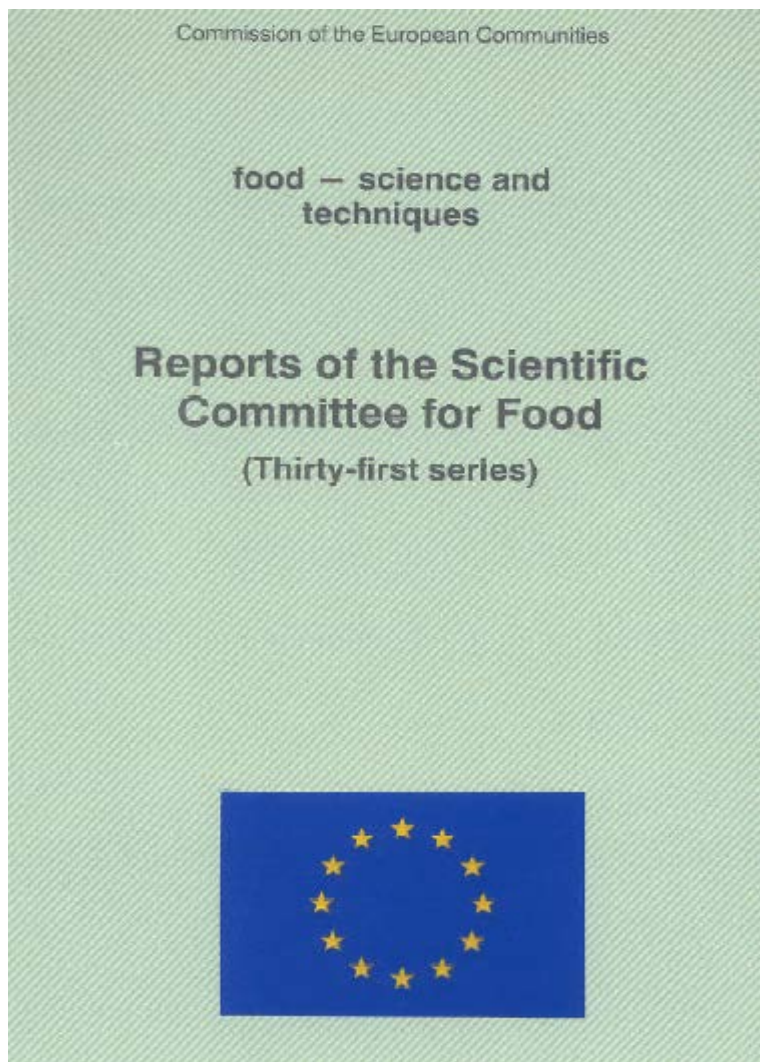 Commission of the European Communities
food — science and
techniques
Reports of the Scientific
Committee for Food
(Thirty-first series)